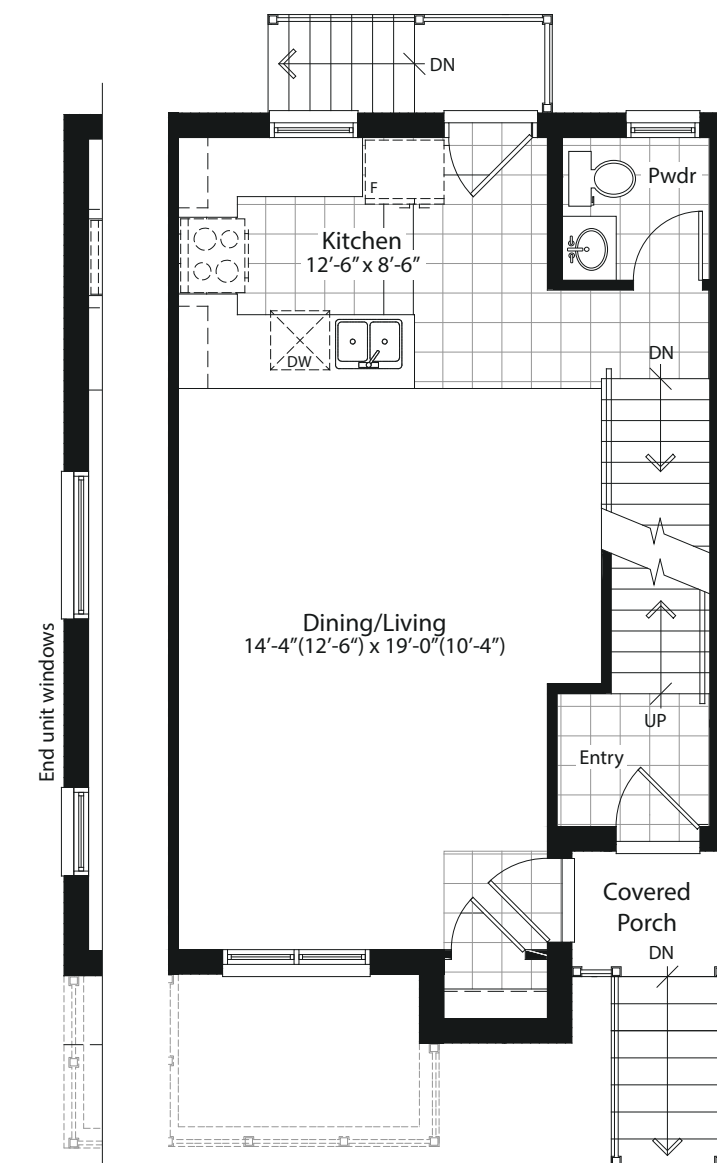 DN
Pwdr
F
Kitchen
12’-6” x 8’-6”
DW
DN
Dining/Living
14’-4”(12’-6“) x 19’-0”(10’-4”)
End unit windows
UP
Entry
Covered
Porch
DN